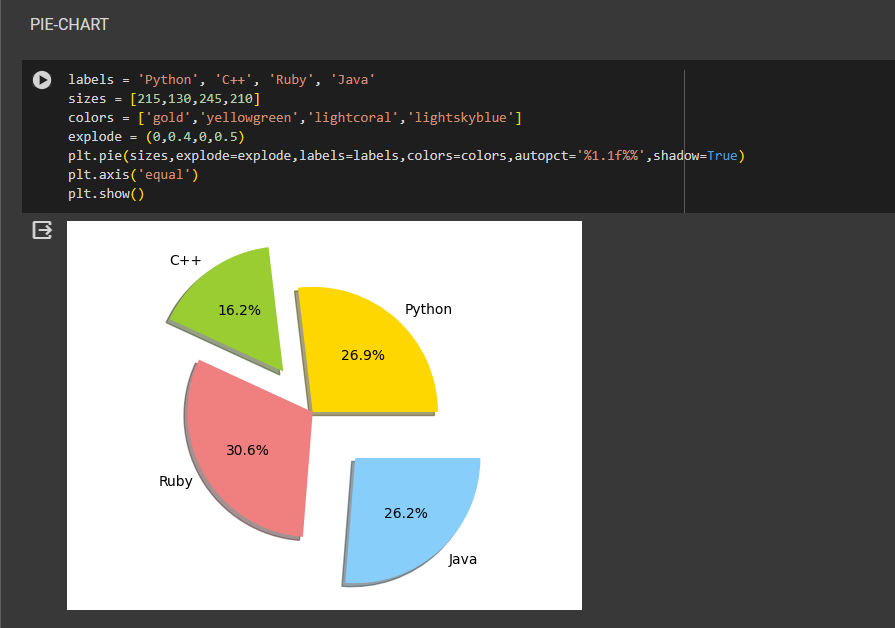 PIE-CHART
labels = 'Python', 'C++', 'Ruby', 'Java'
sizes = [215,130,245,210]
colors = ['gold','yellowgreen','lightcoral','lightskyblue']
explode = (0,0.4,0,0.5)
plt.pie(sizes,explode=explode,labels=labels,colors=colors,autopct='%1.1f%%',shadow=True)
plt.axis('equal')
plt.show()
C++
16.2%
Python
26.9%
30.6%
Ruby
26.2%
Java